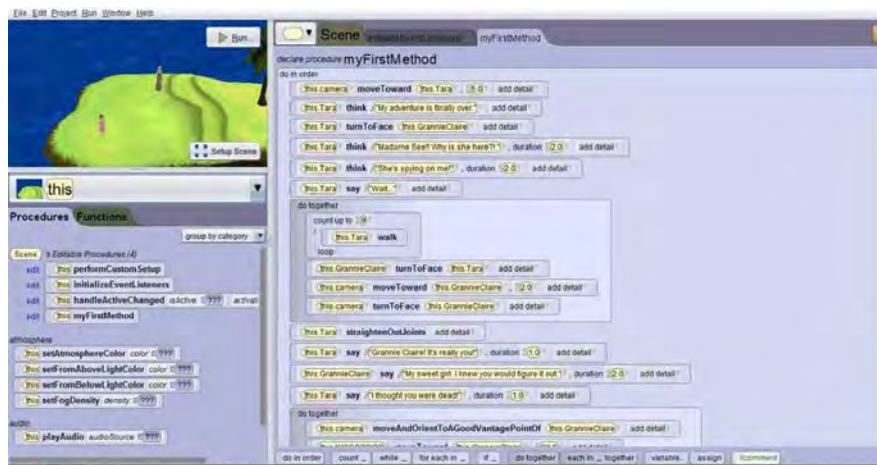 File Edit Project Run Window Help
Run...
Setup Scene
this
Procedures Functions
group by category
Scene 's Editable Procedures (4)
edit this performCustomSetup
edit this initializeEventListeners
edit this handleActiveChanged isActive ??? activati
edit this myFirstMethod
atmosphere
this setAtmosphereColor color ???
this setFromAboveLightColor color ???
this setFromBelowLightColor color ???
this setFogDensity density ???
audio
this playAudio audioSource ???
Scene myFirstMethod
declare procedure myFirstMethod
do in order
this.camera moveToward this.Tara , 5.0 add detail
this.Tara think "My adventure is finally over." add detail
this.Tara turnToFace this.GrannieClaire add detail
this.Tara think "Madame See!! Why is she here?!" , duration 2.0 add detail
this.Tara think "She's spying on me!" , duration 2.0 add detail
this.Tara say "Wait..." add detail
do together
count up to 9
this.Tara walk
loop
this.GrannieClaire turnToFace this.Tara add detail
this.camera moveToward this.GrannieClaire , 2.0 add detail
this.camera turnToFace this.GrannieClaire add detail
this.Tara straightenOutJoints add detail
this.Tara say "Grannie Claire! It's really you!" , duration 1.0 add detail
this.GrannieClaire say "My sweet girl. I knew you would figure it out." , duration 2.0 add detail
this.Tara say "I thought you were dead!" , duration 1.0 add detail
do together
this.camera moveAndOrientToAGoodVantagePointOf this.GrannieClaire add detail
do in order count _ while _ for each in _ if _ do together each in _ together variable... assign //comment